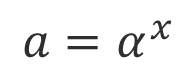 a = α^x